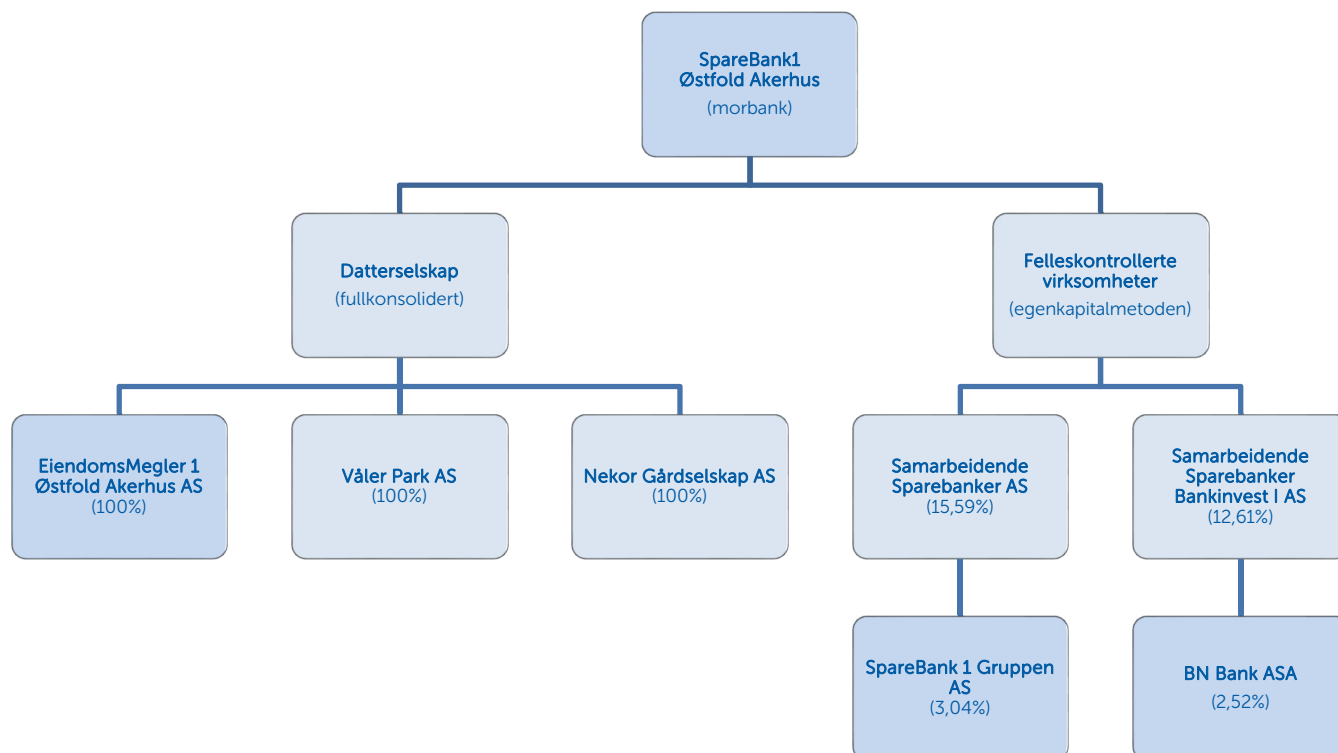 SpareBank1
Østfold Akerhus
(morbank)
Datterselskap
(fullkonsolidert)
Felleskontrollerte
virksomheter
(egenkapitalmetoden)
EiendomsMegler 1
Østfold Akerhus AS
(100%)
Våler Park AS
(100%)
Nekor Gårdselskap AS
(100%)
Samarbeidende
Sparebanker AS
(15,59%)
Samarbeidende
Sparebanker
Bankinvest I AS
(12,61%)
SpareBank 1 Gruppen
AS
(3,04%)
BN Bank ASA
(2,52%)